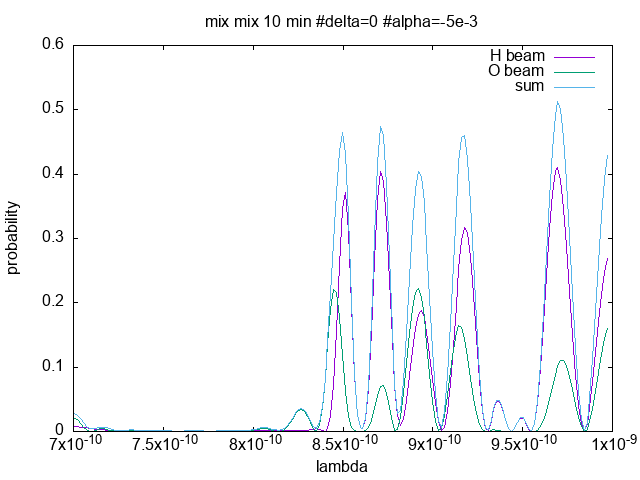 mix mix 10 min #delta=0 #alpha=-5e-3
H beam
O beam
sum
0.6
0.5
0.4
0.3
0.2
0.1
0
probability
7x10⁻¹⁰ 7.5x10⁻¹⁰ 8x10⁻¹⁰ 8.5x10⁻¹⁰ 9x10⁻¹⁰ 9.5x10⁻¹⁰ 1x10⁻⁹
lambda